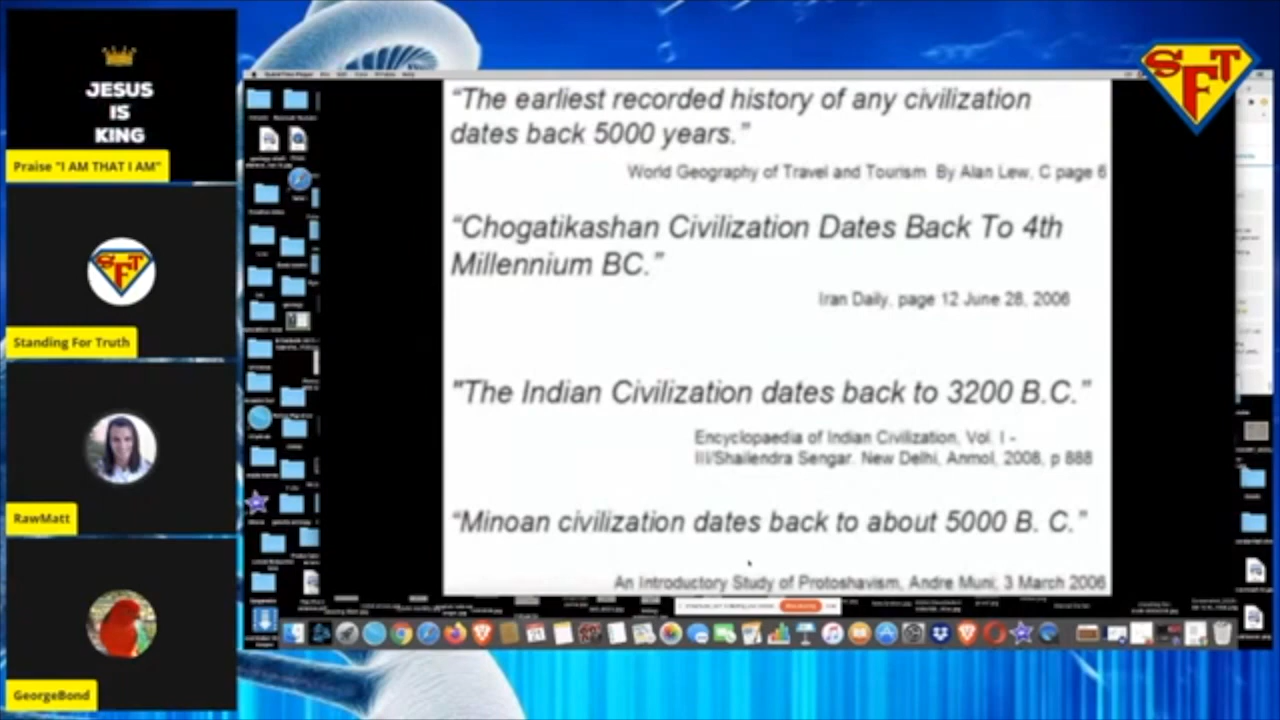 JESUS
IS
KING
Praise "I AM THAT I AM"
SFT
Standing For Truth
RawMatt
GeorgeBond
SFT
“The earliest recorded history of any civilization
dates back 5000 years.”
World Geography of Travel and Tourism By Alan Lew, C page 6
“Chogatikashan Civilization Dates Back To 4th
Millennium BC.”
Iran Daily, page 12 June 28, 2006
"The Indian Civilization dates back to 3200 B.C.”
Encyclopaedia of Indian Civilization, Vol. I -
III/Shailendra Sengar. New Delhi, Anmol, 2008, p 888
“Minoan civilization dates back to about 5000 B. C.”
An Introductory Study of Protoshavism, Andre Muni; 3 March 2006